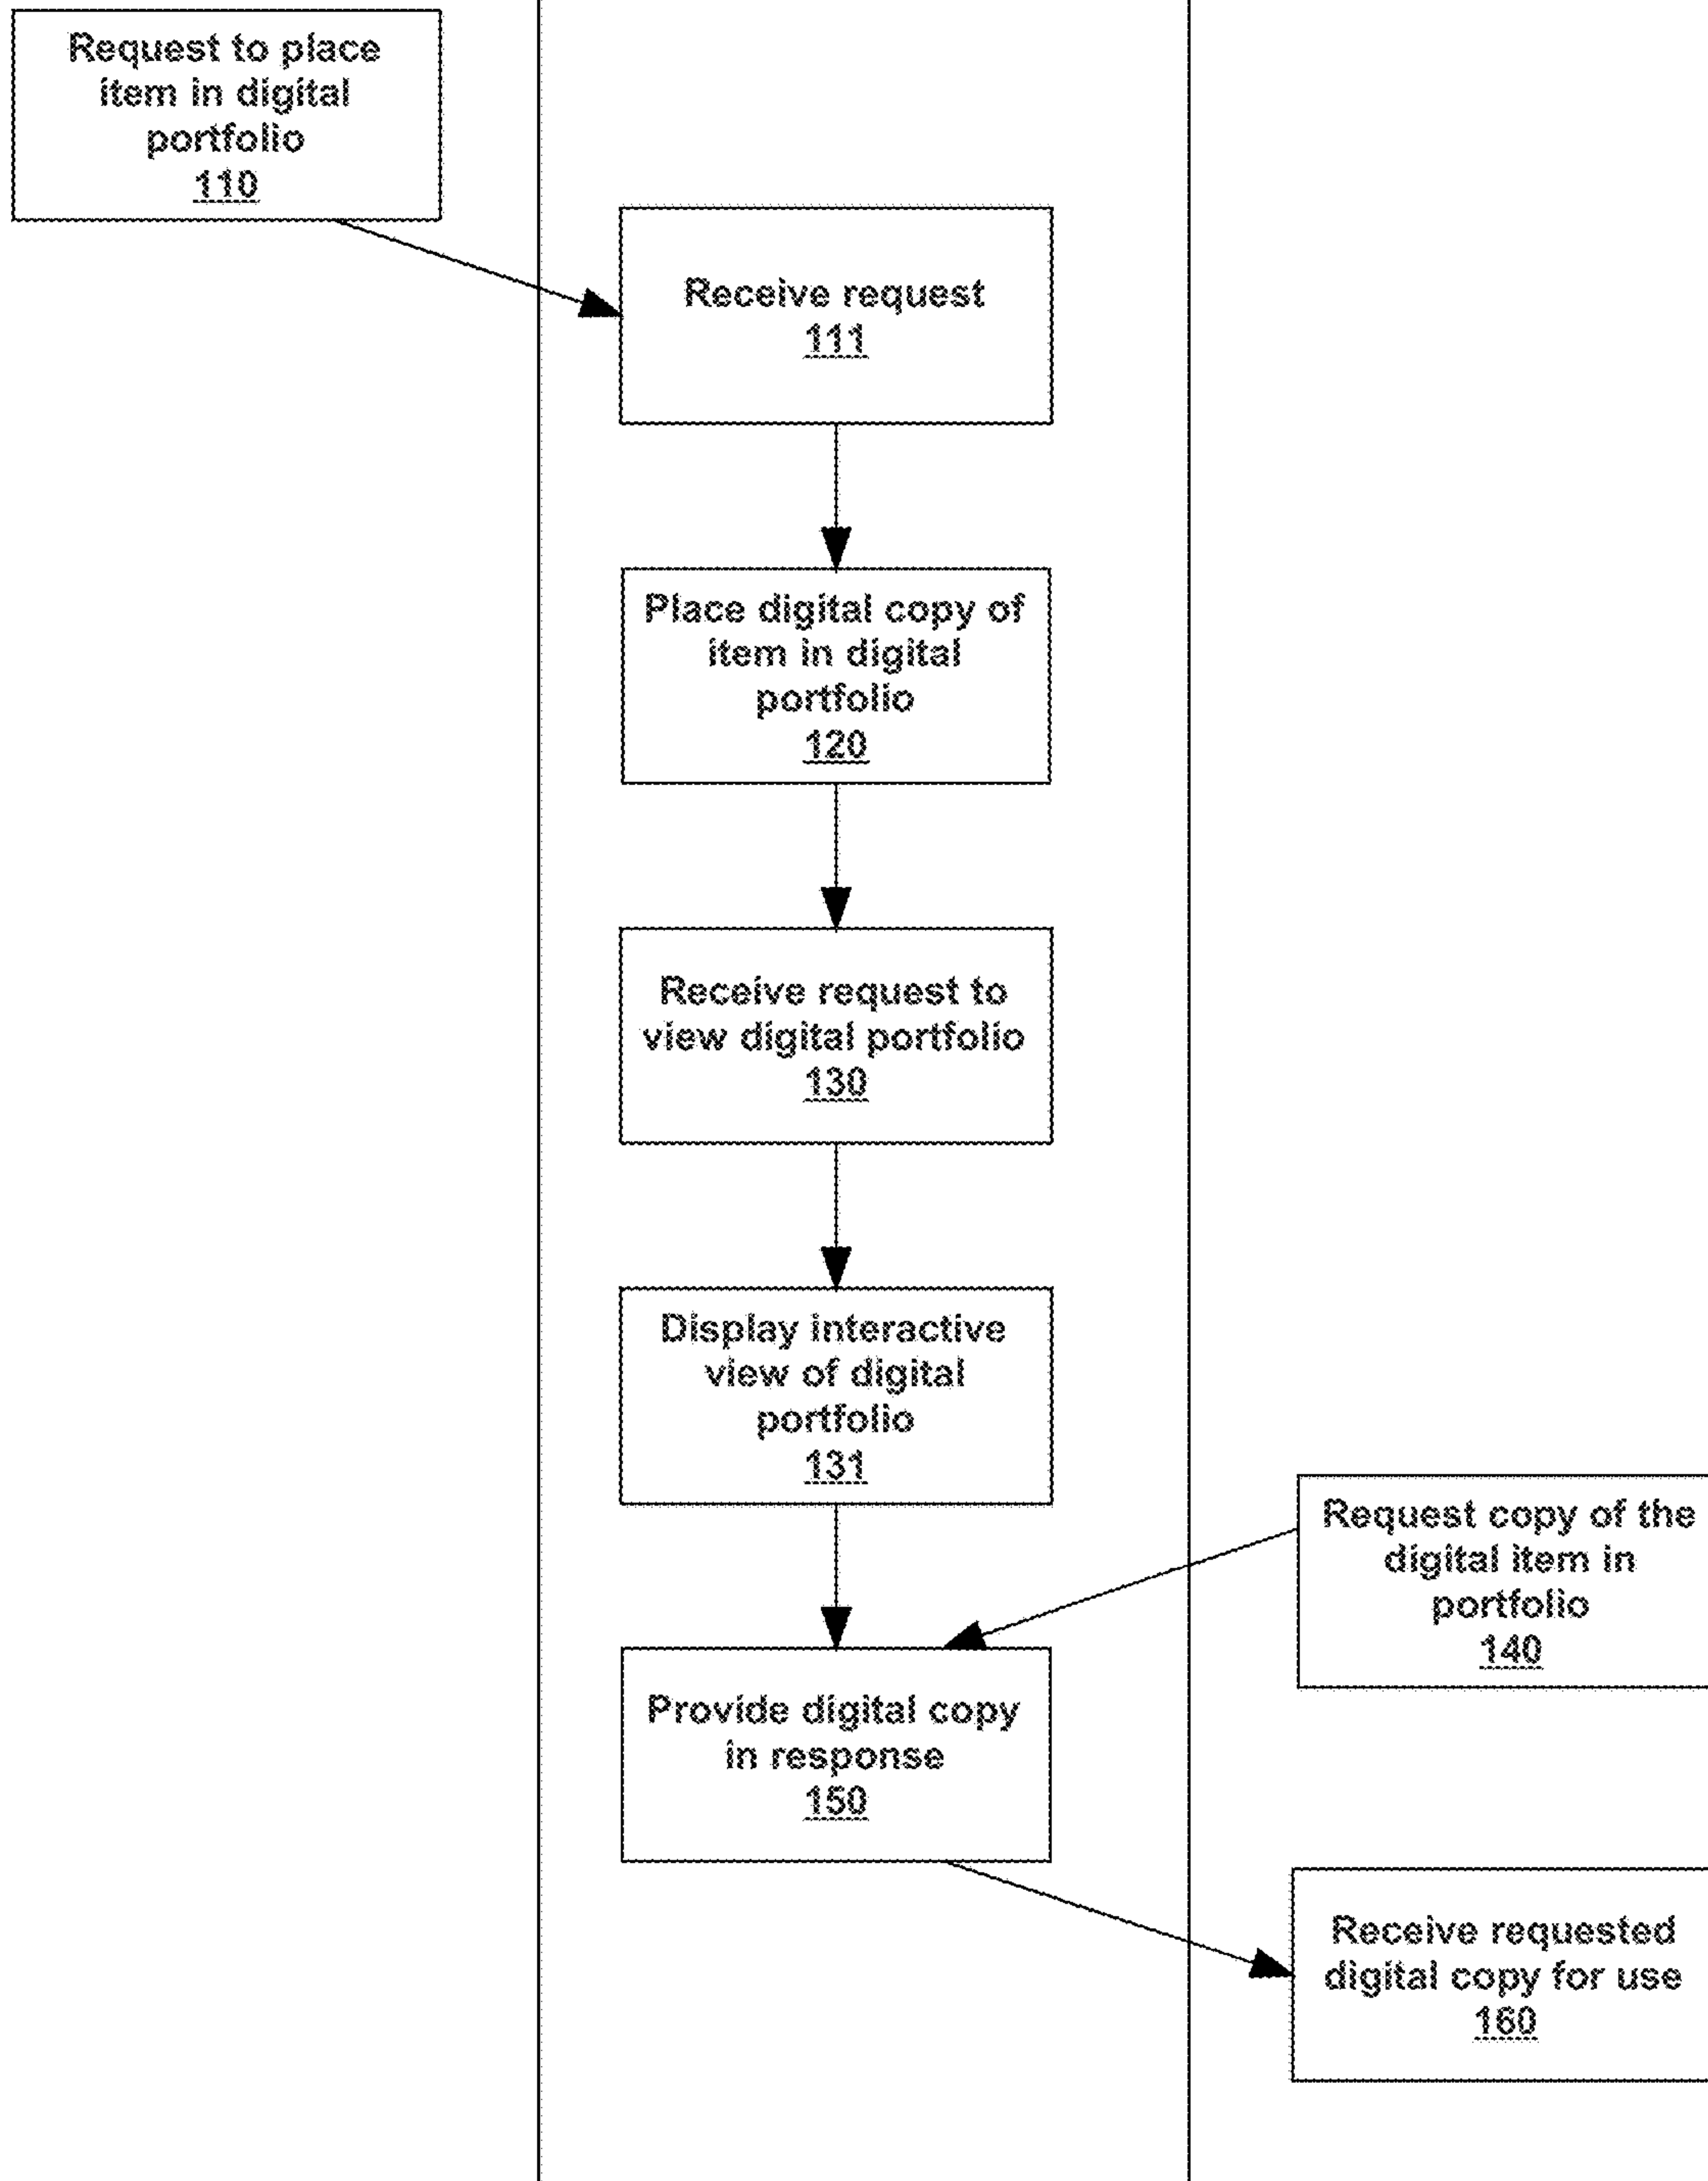 Request to place
item in digital
portfolio
110
Receive request
111
Place digital copy of
item in digital
portfolio
120
Receive request to
view digital portfolio
130
Display interactive
view of digital
portfolio
131
Request copy of the
digital item in
portfolio
140
Provide digital copy
in response
150
Receive requested
digital copy for use
160